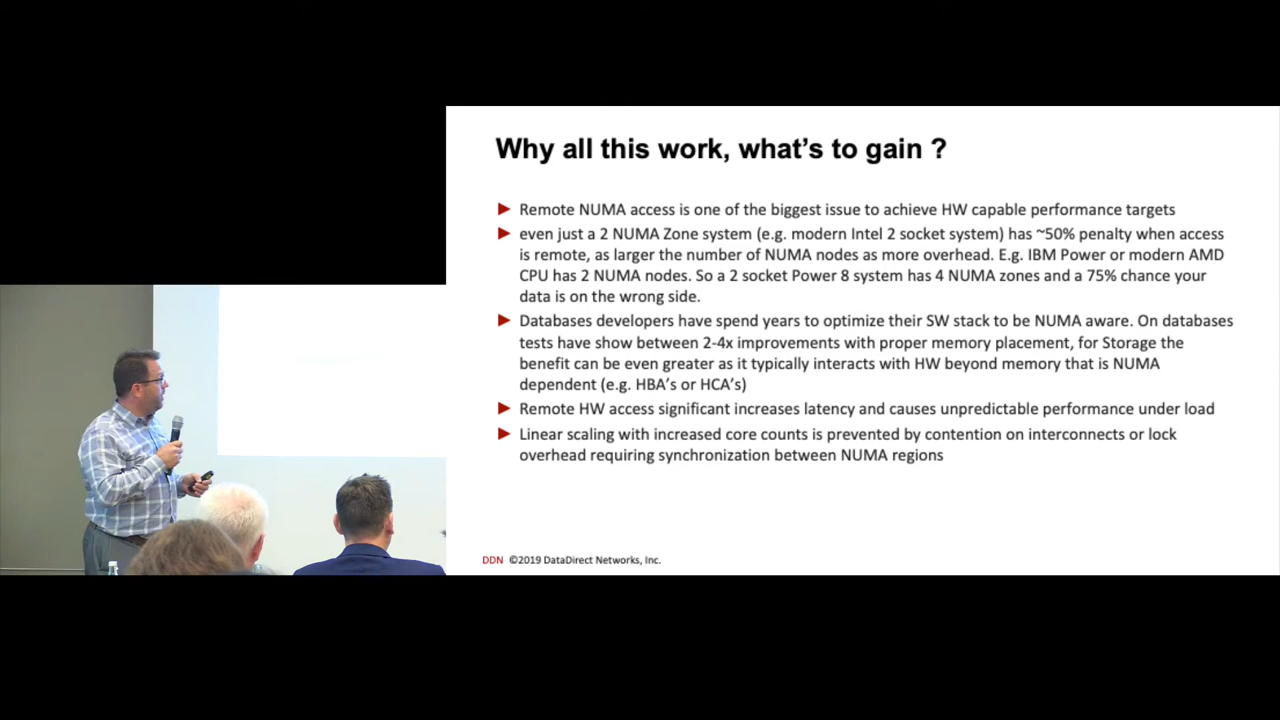 Why all this work, what's to gain ?
Remote NUMA access is one of the biggest issue to achieve HW capable performance targets
even just a 2 NUMA Zone system (e.g. modern Intel 2 socket system) has ~50% penalty when access
is remote, as larger the number of NUMA nodes as more overhead. E.g. IBM Power or modern AMD
CPU has 2 NUMA nodes. So a 2 socket Power 8 system has 4 NUMA zones and a 75% chance your
data is on the wrong side.
Databases developers have spend years to optimize their SW stack to be NUMA aware. On databases
tests have show between 2-4x improvements with proper memory placement, for Storage the
benefit can be even greater as it typically interacts with HW beyond memory that is NUMA
dependent (e.g. HBA's or HCA's)
Remote HW access significant increases latency and causes unpredictable performance under load
Linear scaling with increased core counts is prevented by contention on interconnects or lock
overhead requiring synchronization between NUMA regions
DDN ©2019 DataDirect Networks, Inc.